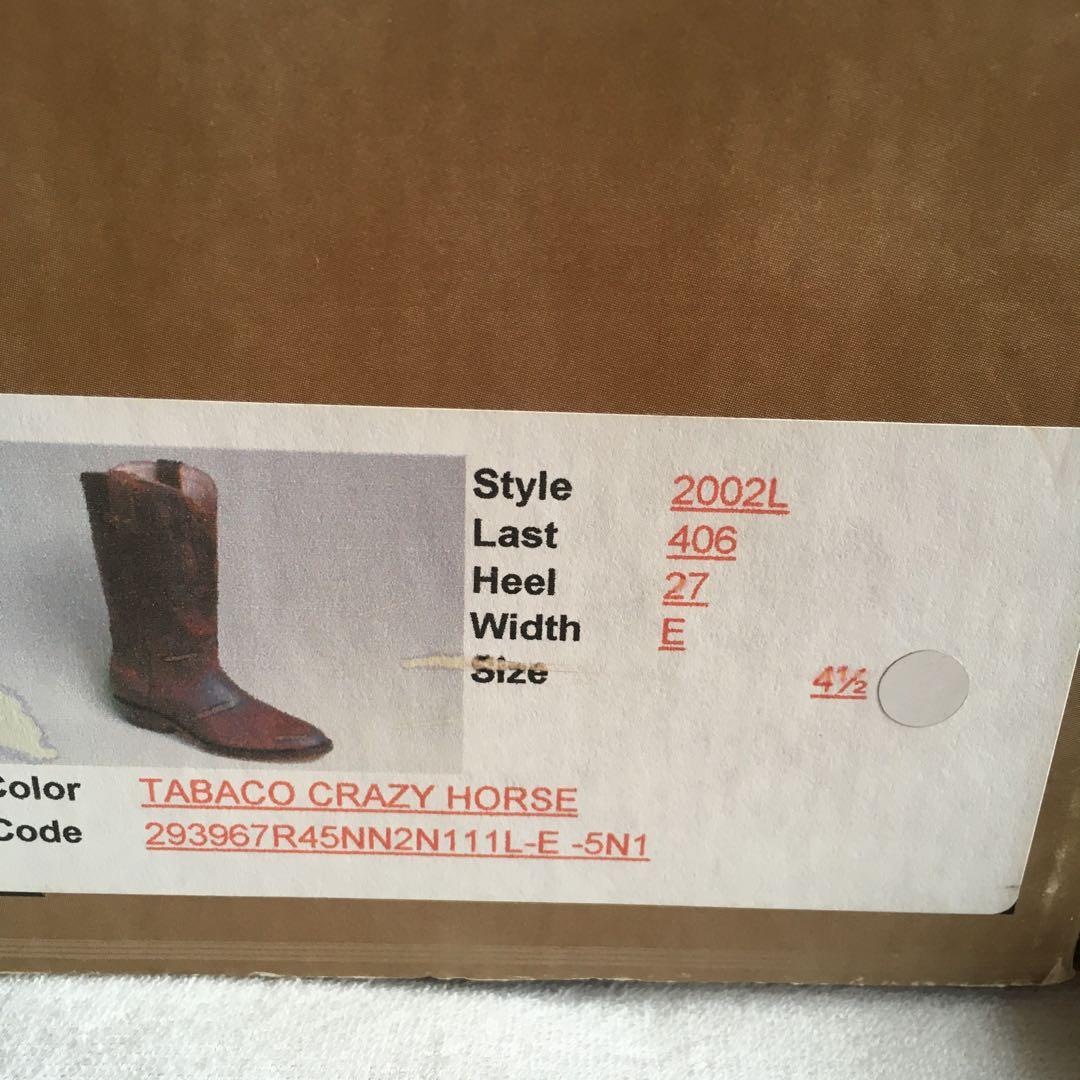 Style 2002L
Last 406
Heel 27
Width E
Size 4½
Color TABACO CRAZY HORSE
Code 293967R45NN2N111L-E -5N1